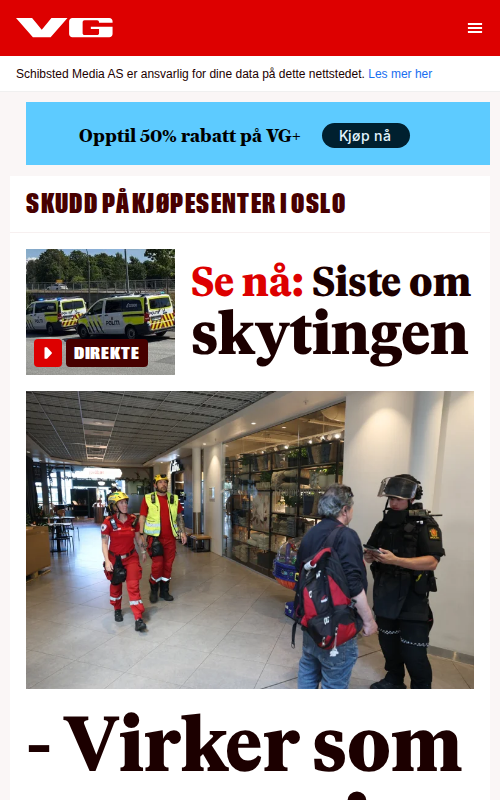 VG
Schibsted Media AS er ansvarlig for dine data på dette nettstedet. Les mer her
Opptil 50% rabatt på VG+
Kjøp nå
SKUDD PÅ KJØPESENTER I OSLO
Se nå: Siste om
skytingen
POLITI
DIREKTE
- Virker som